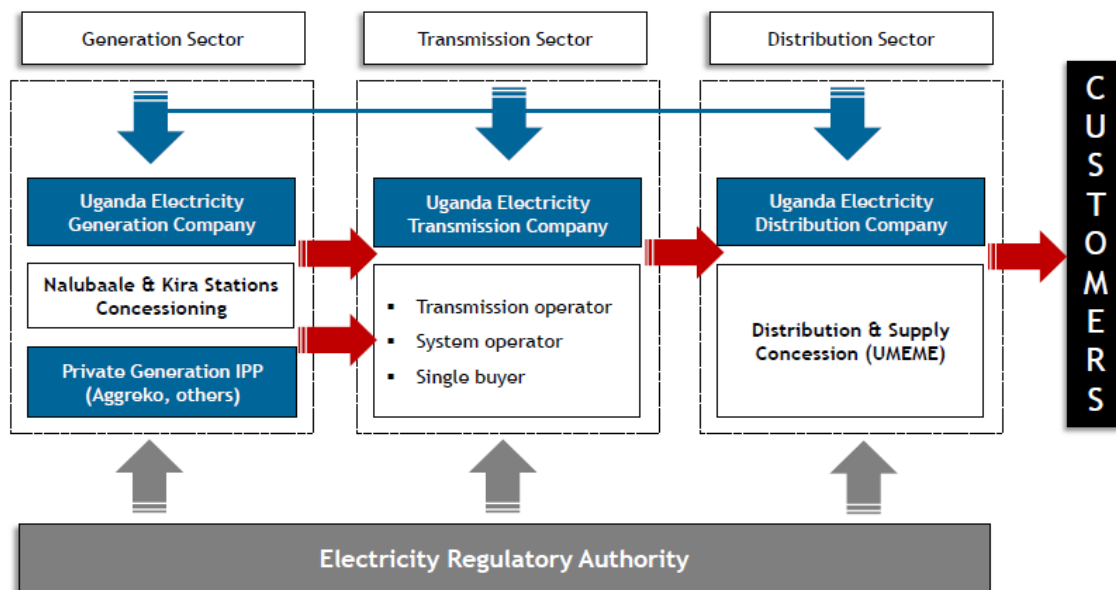 Generation Sector
Transmission Sector
Distribution Sector
Uganda Electricity
Generation Company
Nalubaale & Kira Stations
Concessioning
Private Generation IPP
(Aggreko, others)
Uganda Electricity
Transmission Company
▪ Transmission operator
▪ System operator
▪ Single buyer
Uganda Electricity
Distribution Company
Distribution & Supply
Concession (UMEME)
CUSTOMERS
Electricity Regulatory Authority